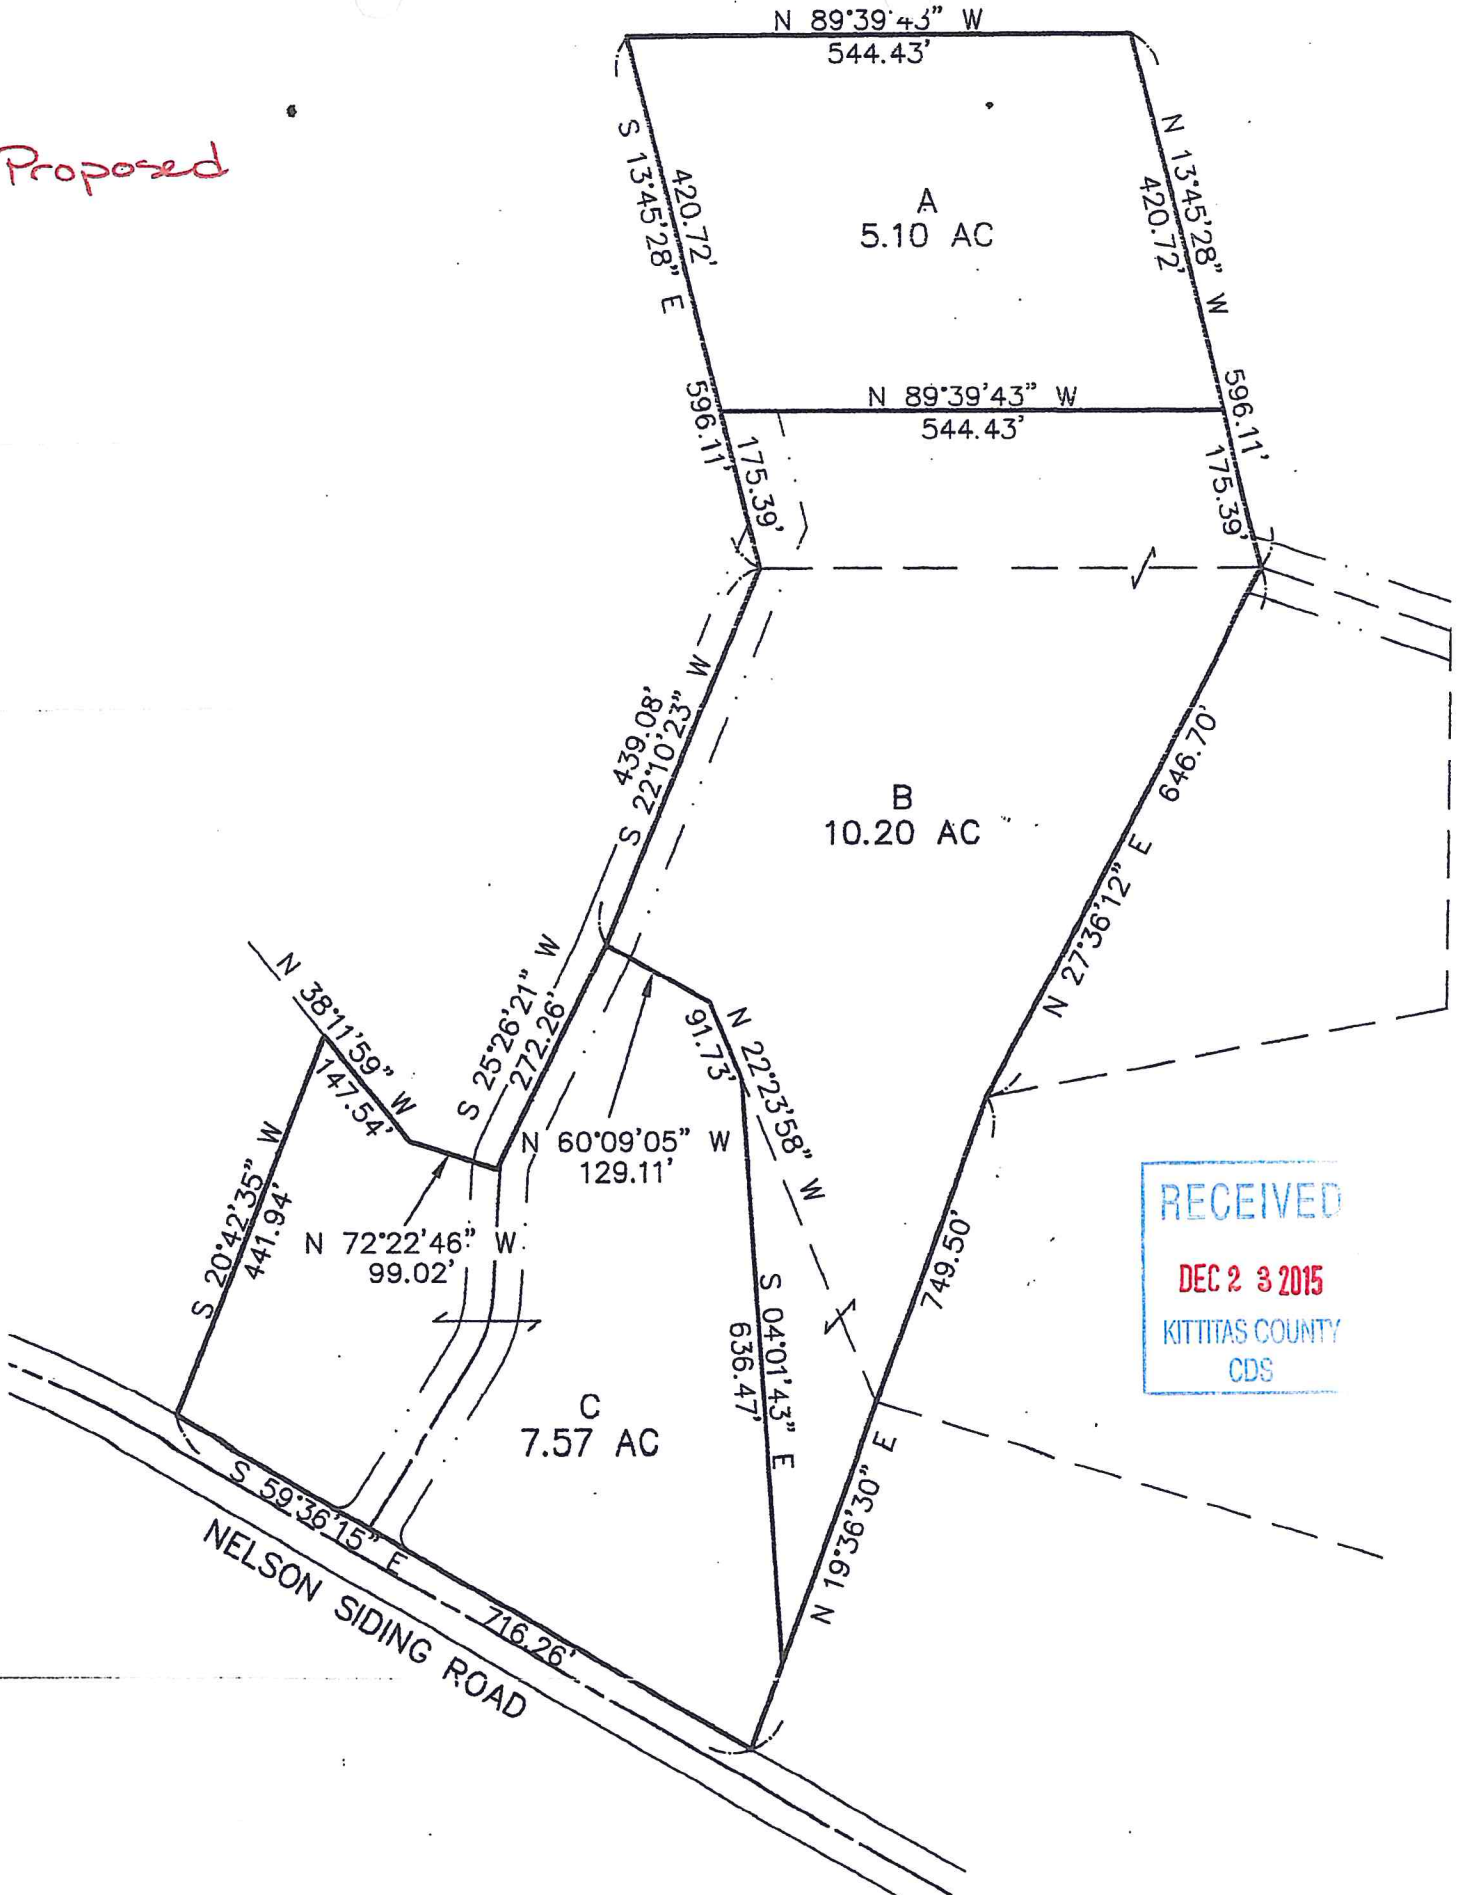 N 89°39'43" W
544.43'
Proposed
S 13°45'28" E
420.72'
N 13°45'28" W
420.72'
A
5.10 AC
596.11'
175.39'
N 89°39'43" W
544.43'
596.11'
175.39'
439.08'
S 22°10'23" W
646.70'
N 27°36'12" E
B
10.20 AC
S 25°26'21" W
272.26'
N 38°11'59" W
147.54'
N 60°09'05" W
129.11'
N 22°23'58" W
91.73'
S 20°42'35" W
441.94'
N 72°22'46" W
99.02'
S 04°01'43" E
636.47'
749.50'
N 19°36'30" E
RECEIVED
DEC 23 2015
KITTITAS COUNTY
CDS
C
7.57 AC
S 59°36'15" E
716.26'
NELSON SIDING ROAD